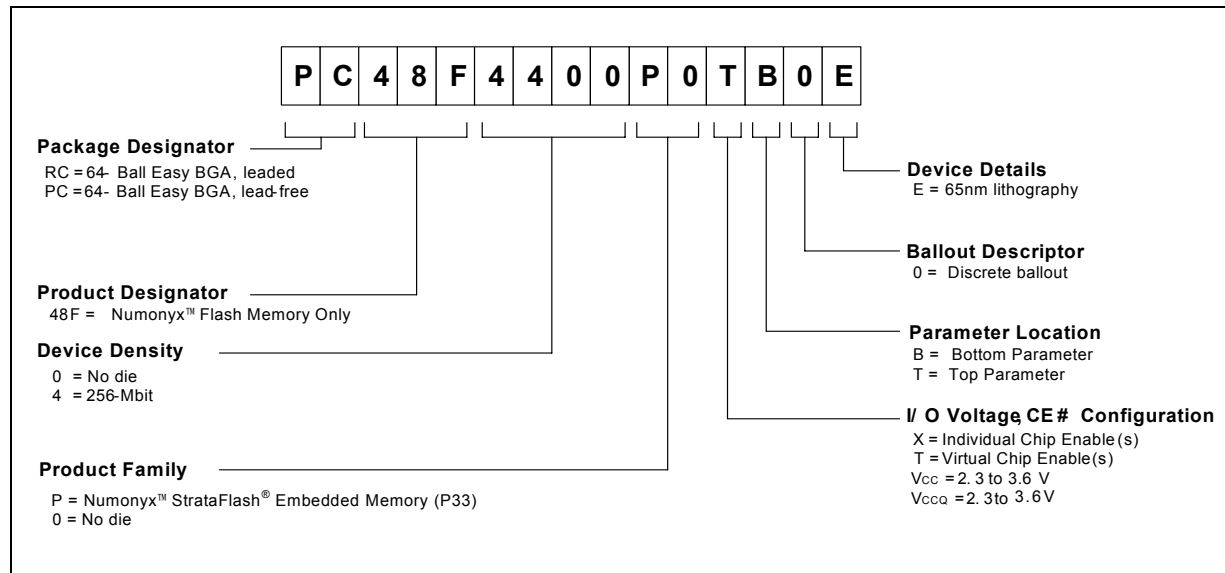 P C 4 8 F 4 4 0 0 P 0 T B 0 E
Package Designator
RC = 64- Ball Easy BGA, leaded
PC = 64- Ball Easy BGA, lead-free
Product Designator
48F = Numonyx™ Flash Memory Only
Device Density
0 = No die
4 = 256-Mbit
Product Family
P = Numonyx™ StrataFlash® Embedded Memory (P33)
0 = No die
Device Details
E = 65nm lithography
Ballout Descriptor
0 = Discrete ballout
Parameter Location
B = Bottom Parameter
T = Top Parameter
I/ O Voltage, CE# Configuration
X = Individual Chip Enable(s)
T = Virtual Chip Enable(s)
VCC = 2. 3 to 3.6 V
VCCQ = 2. 3 to 3.6 V